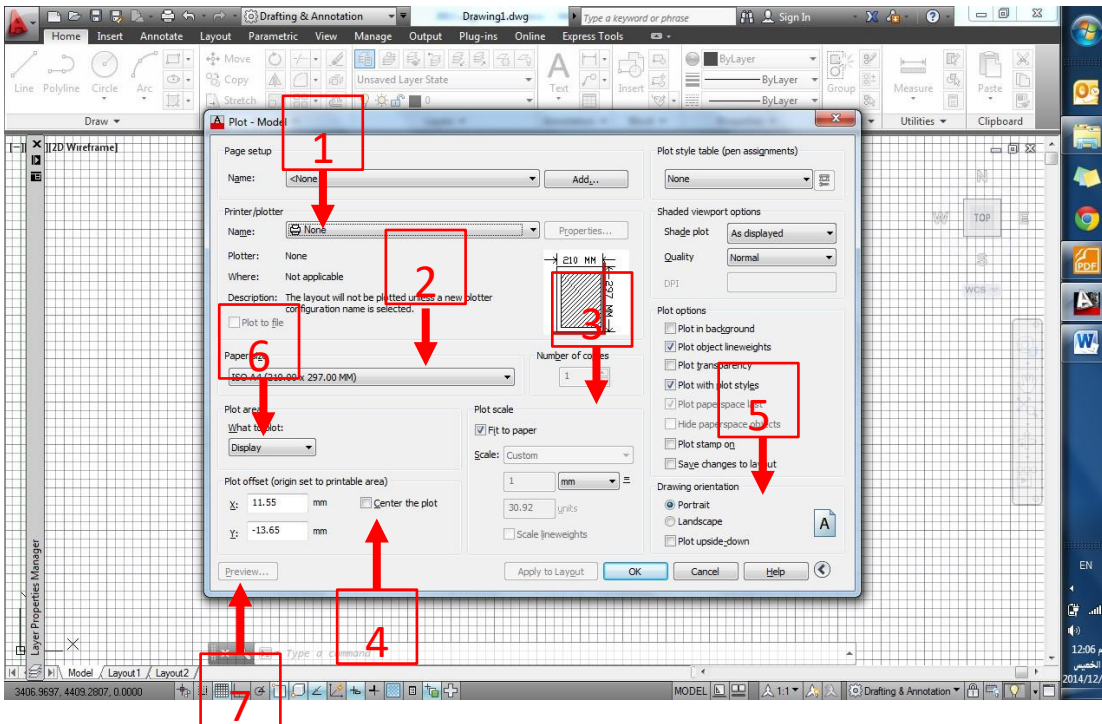 Drafting & Annotation
Drawing1.dwg
Type a keyword or phrase
Sign In
Home Insert Annotate Layout Parametric View Manage Output Plug-ins Online Express Tools
Line Polyline Circle Arc
Move
Copy
Stretch
Unsaved Layer State
0
Text
Insert
ByLayer
ByLayer
ByLayer
Group
Measure
Paste
Draw
Utilities
Clipboard
[-][2D Wireframe]
Plot - Model
1
Page setup
Name: <None
Add...
Plot style table (pen assignments)
None
Printer/plotter
Name: None
Properties...
Plotter: None
Where: Not applicable
Description: The layout will not be plotted unless a new plotter
configuration name is selected.
Plot to file
2
210 MM
297 MM
3
Shaded viewport options
Shade plot As displayed
Quality Normal
DPI
6
Paper size
ISO A4 (210.00 x 297.00 MM)
Number of copies
1
Plot options
Plot in background
Plot object lineweights
Plot transparency
Plot with plot styles
Plot paperspace last
Hide paperspace objects
Plot stamp on
Save changes to layout
5
Plot area
What to plot:
Display
Plot scale
Fit to paper
Scale: Custom
1 mm =
30.92 units
Scale lineweights
Plot offset (origin set to printable area)
X: 11.55 mm Center the plot
Y: -13.65 mm
Drawing orientation
Portrait
Landscape
Plot upside-down
A
Preview...
Apply to Layout OK Cancel Help
4
7
N
W TOP E
S
WCS
Layer Properties Manager
Type a command
Model Layout1 Layout2
3406.9697, 4409.2807, 0.0000
MODEL
1:1
Drafting & Annotation
PDF
EN
12:06 م
الخميس
2014/12/